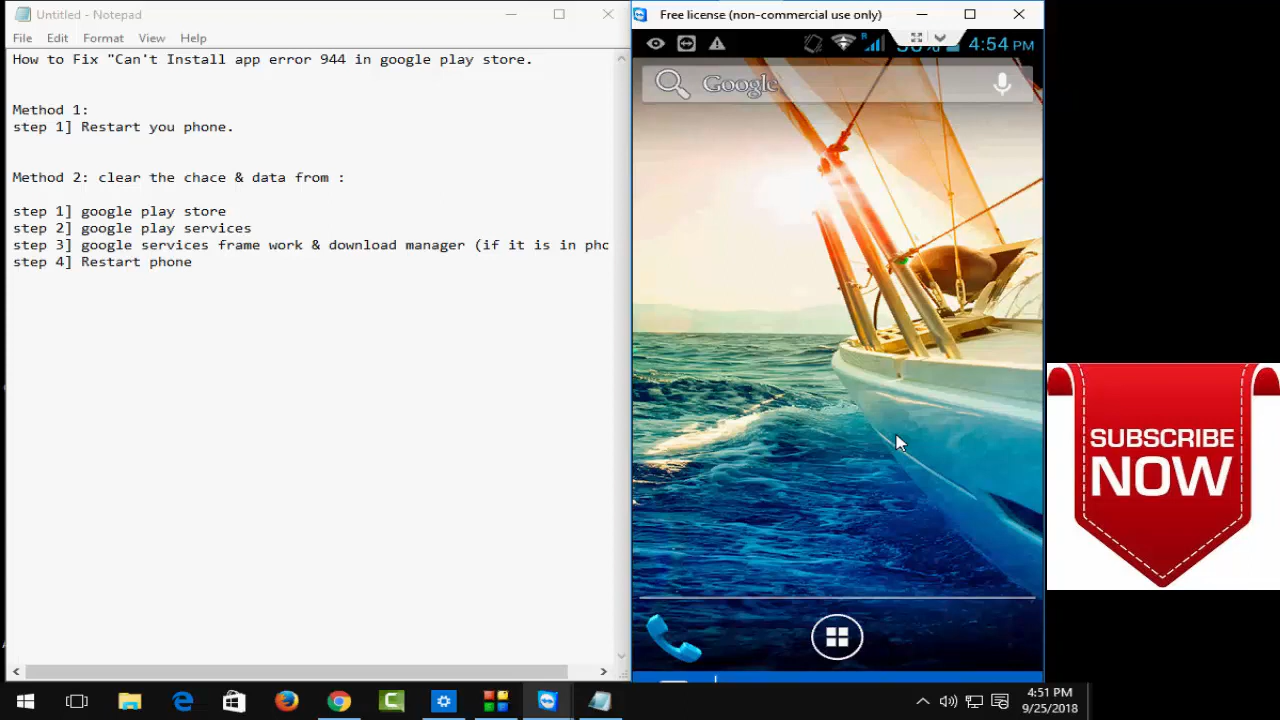 Untitled - Notepad
File Edit Format View Help
How to Fix "Can't Install app error 944 in google play store.
Method 1:
step 1] Restart you phone.
Method 2: clear the chace & data from :
step 1] google play store
step 2] google play services
step 3] google services frame work & download manager (if it is in pho
step 4] Restart phone
Free license (non-commercial use only)
4:54 PM
Google
SUBSCRIBE
NOW
4:51 PM
9/25/2018